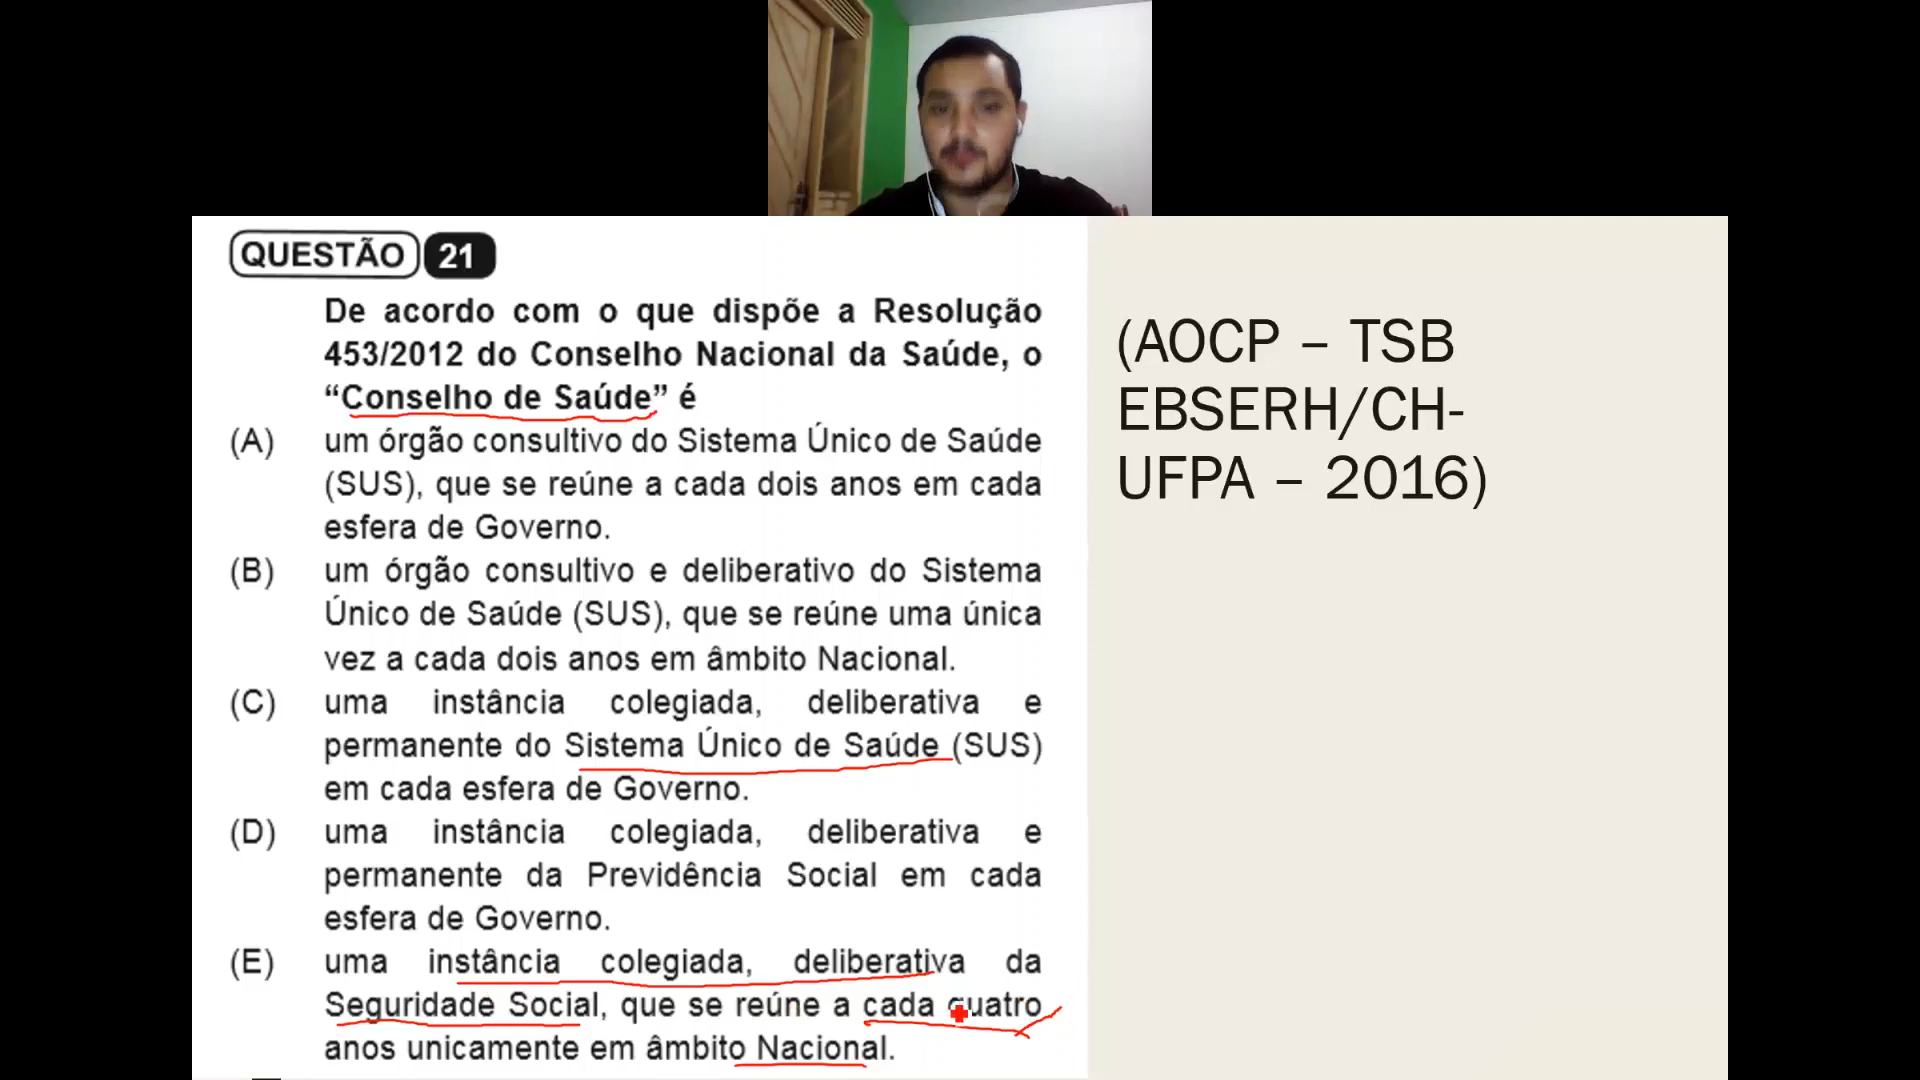 QUESTÃO 21
De acordo com o que dispõe a Resolução
453/2012 do Conselho Nacional da Saúde, o
“Conselho de Saúde” é
(A) um órgão consultivo do Sistema Único de Saúde
(SUS), que se reúne a cada dois anos em cada
esfera de Governo.
(B) um órgão consultivo e deliberativo do Sistema
Único de Saúde (SUS), que se reúne uma única
vez a cada dois anos em âmbito Nacional.
(C) uma instância colegiada, deliberativa e
permanente do Sistema Único de Saúde (SUS)
em cada esfera de Governo.
(D) uma instância colegiada, deliberativa e
permanente da Previdência Social em cada
esfera de Governo.
(E) uma instância colegiada, deliberativa da
Seguridade Social, que se reúne a cada quatro
anos unicamente em âmbito Nacional.
(AOCP – TSB
EBSERH/CH-
UFPA – 2016)